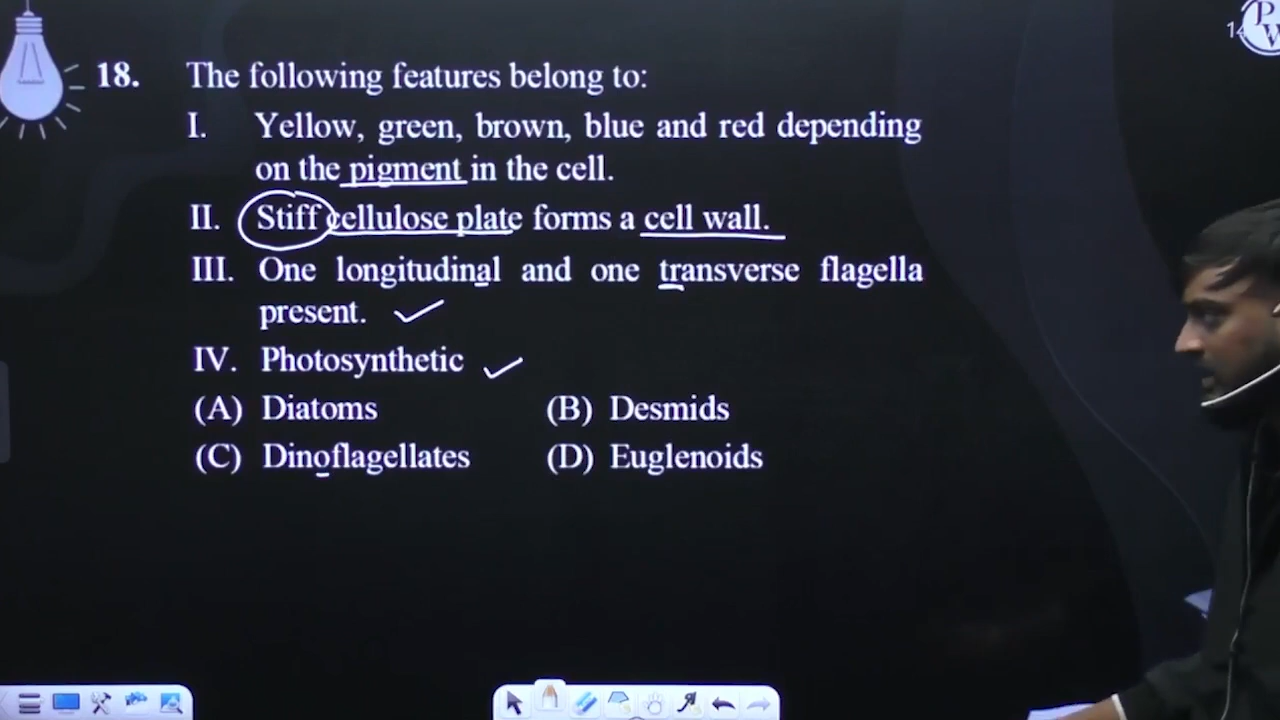 18. The following features belong to:
I. Yellow, green, brown, blue and red depending
on the pigment in the cell.
II. Stiff cellulose plate forms a cell wall.
III. One longitudinal and one transverse flagella
present.
IV. Photosynthetic
(A) Diatoms (B) Desmids
(C) Dinoflagellates (D) Euglenoids
P
W